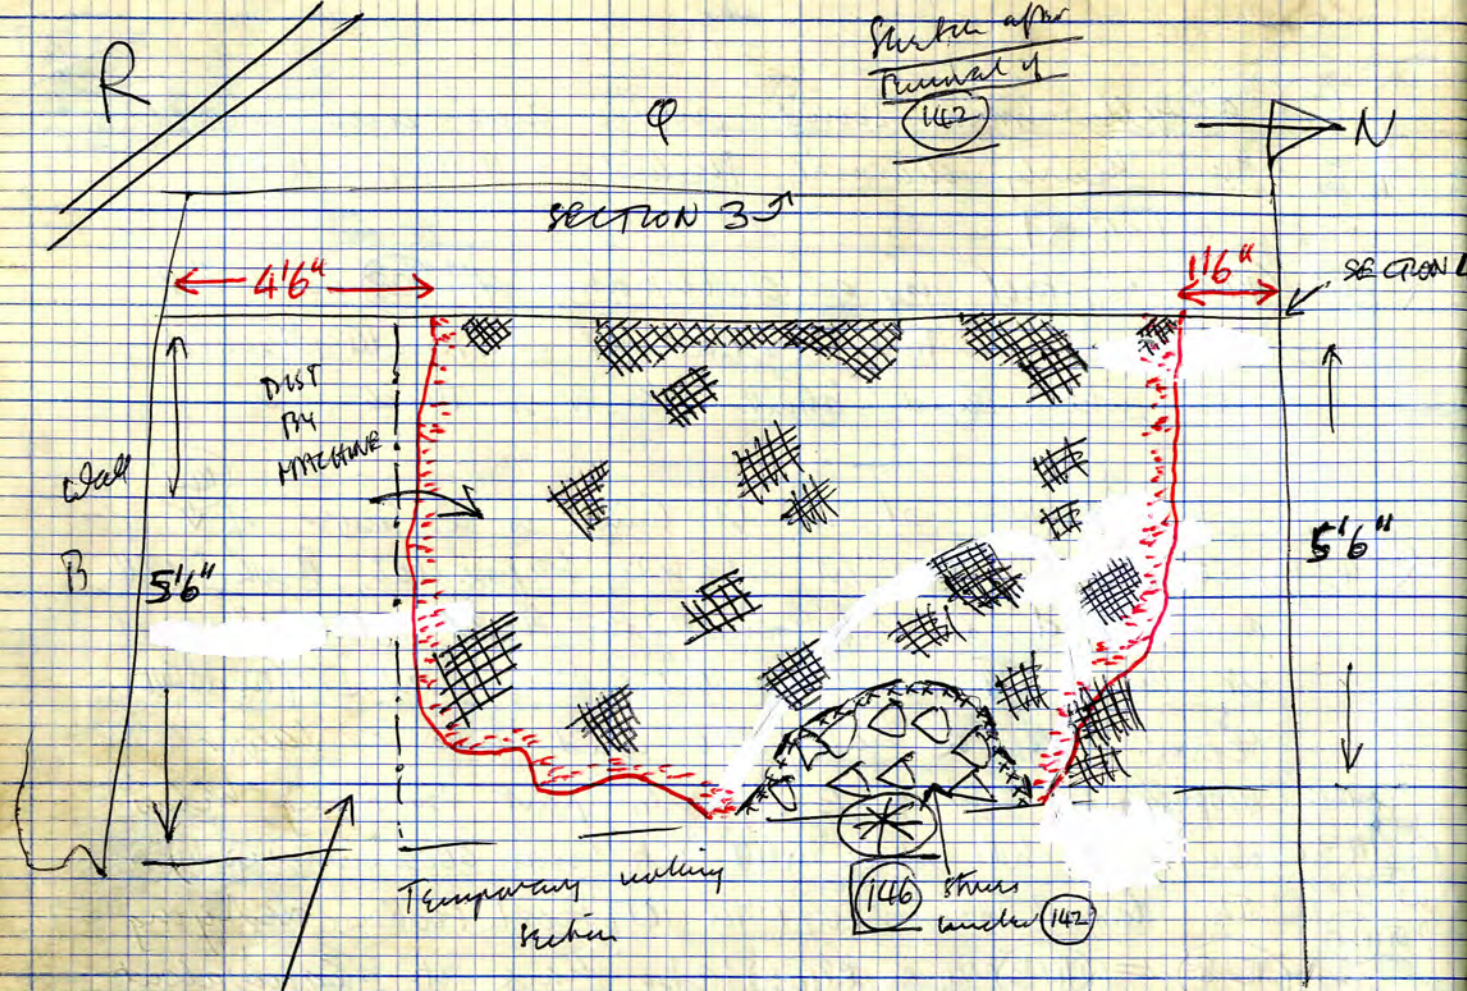 Sketch after
removal of
142
R
φ
N
SECTION 3
4'6"
1'6"
SECTION
DIST
BY
MACHINE
Wall
B
5'6"
5'6"
Temporary working
section
146
stones
under 142